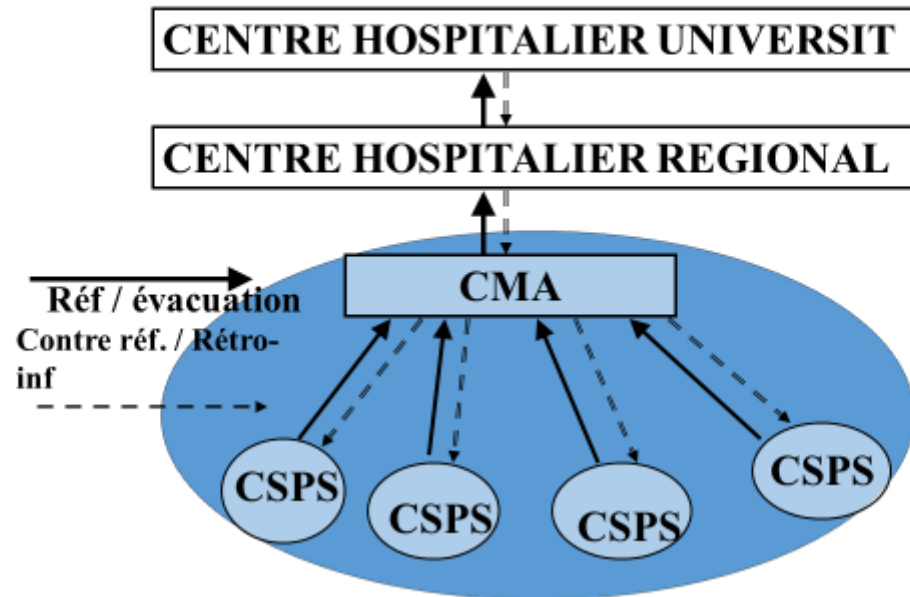 CENTRE HOSPITALIER UNIVERSIT
CENTRE HOSPITALIER REGIONAL
CMA
Réf / évacuation
Contre réf. / Rétro-
inf
CSPS
CSPS
CSPS
CSPS